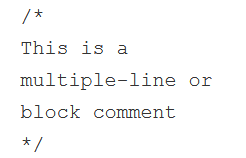 /*
This is a
multiple-line or
block comment
*/